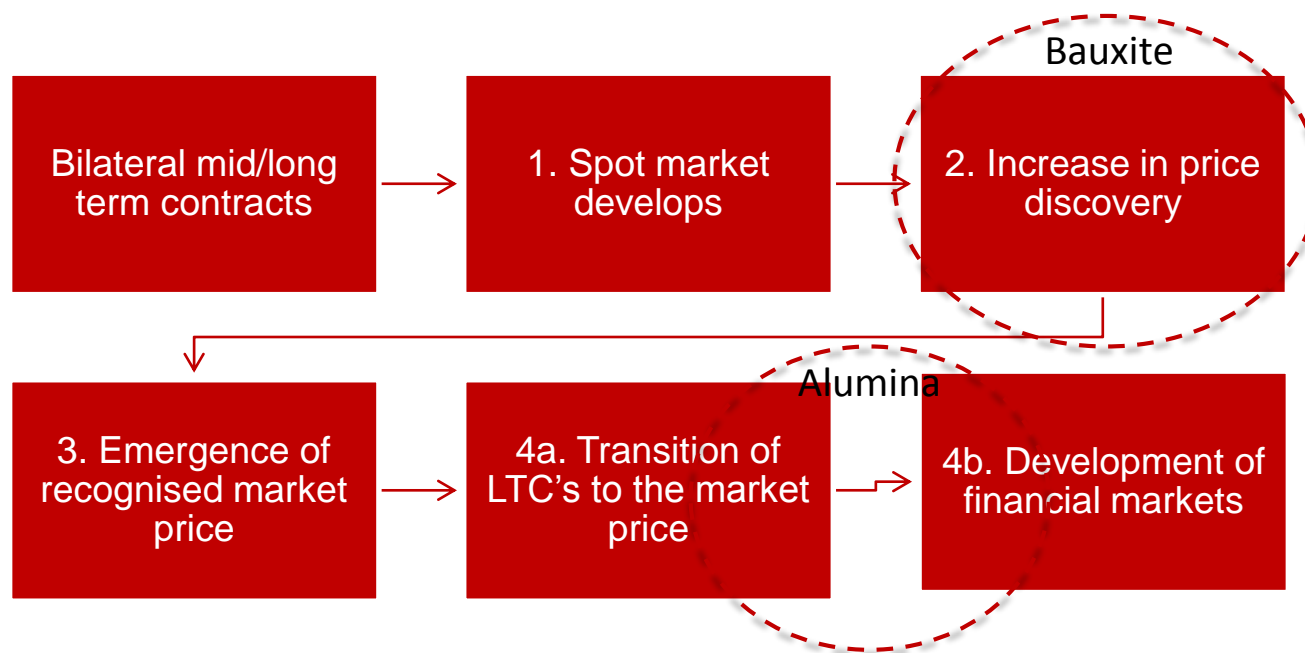 Bauxite
Bilateral mid/long
term contracts
1. Spot market
develops
2. Increase in price
discovery
Alumina
3. Emergence of
recognised market
price
4a. Transition of
LTC’s to the market
price
4b. Development of
financial markets